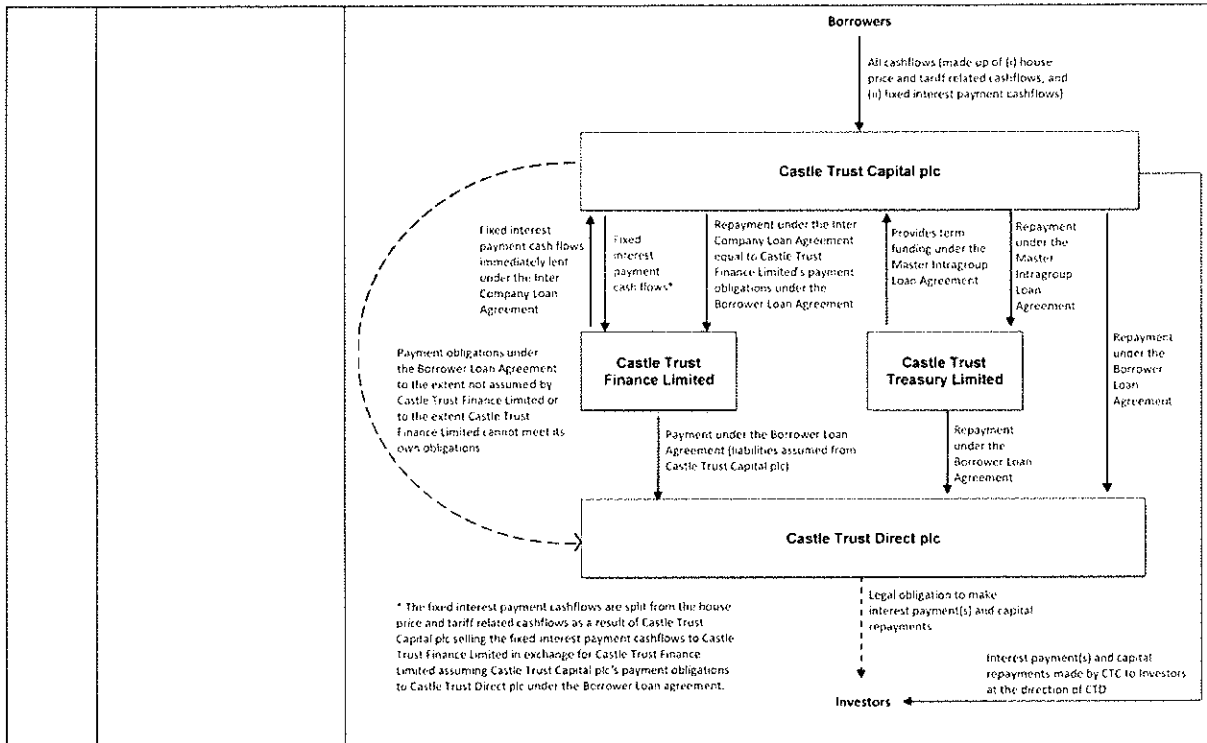 Borrowers
All cashflows (made up of (i) house
price and tariff related cashflows, and
(ii) fixed interest payment cashflows)
Castle Trust Capital plc
Fixed interest
payment cash flows
immediately lent
under the Inter
Company Loan
Agreement
Fixed
interest
payment
cash flows*
Repayment under the Inter
Company Loan Agreement
equal to Castle Trust
Finance Limited's payment
obligations under the
Borrower Loan Agreement
Provides term
funding under the
Master Intragroup
Loan Agreement
Repayment
under the
Master
Intragroup
Loan
Agreement
Repayment
under the
Borrower
Loan
Agreement
Payment obligations under
the Borrower Loan Agreement
to the extent not assumed by
Castle Trust Finance Limited or
to the extent Castle Trust
Finance Limited cannot meet its
own obligations
Castle Trust
Finance Limited
Castle Trust
Treasury Limited
Payment under the Borrower Loan
Agreement (liabilities assumed from
Castle Trust Capital plc)
Repayment
under the
Borrower Loan
Agreement
Castle Trust Direct plc
Legal obligation to make
interest payment(s) and capital
repayments
* The fixed interest payment cashflows are split from the house
price and tariff related cashflows as a result of Castle Trust
Capital plc selling the fixed interest payment cashflows to Castle
Trust Finance Limited in exchange for Castle Trust Finance
Limited assuming Castle Trust Capital plc's payment obligations
to Castle Trust Direct plc under the Borrower Loan agreement.
Interest payment(s) and capital
repayments made by CTC to Investors
at the direction of CTD
Investors